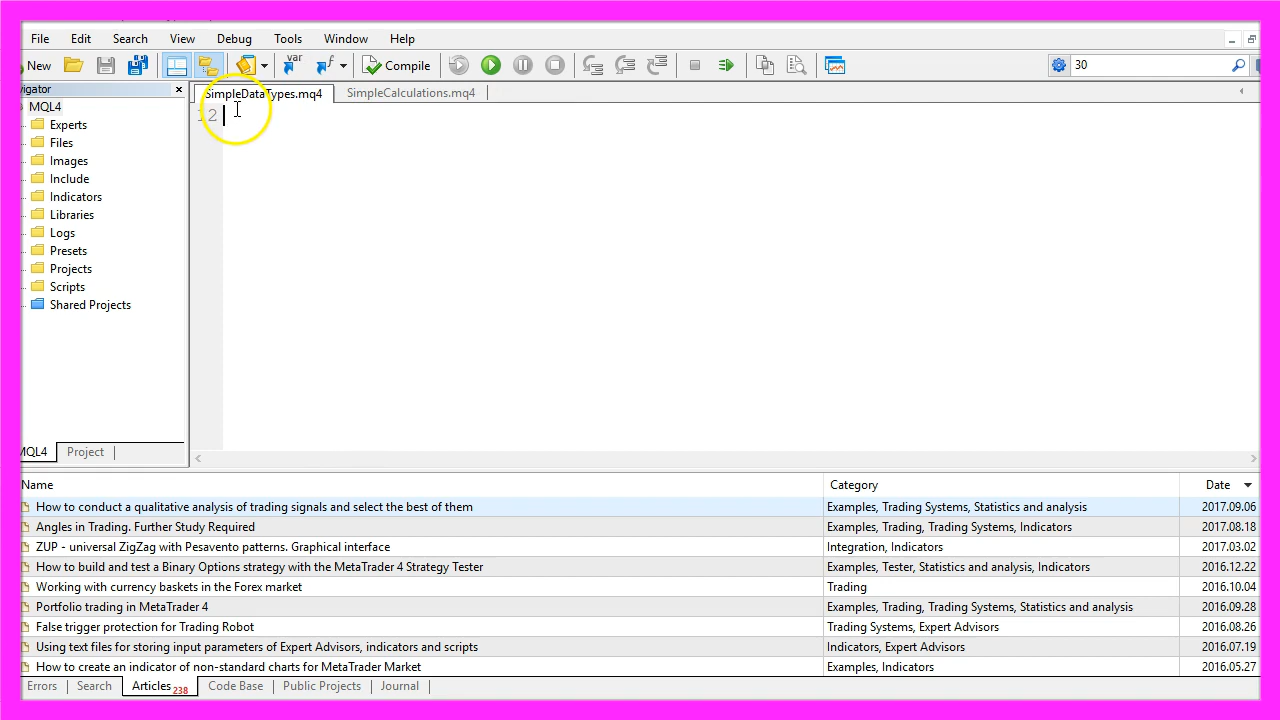 File Edit View Search Debug Tools Window Help
New var Compile 30
avigator
SimpleDataTypes.mq4 SimpleCalculations.mq4
MQL4
12
Experts
Files
Images
Include
Indicators
Libraries
Logs
Presets
Projects
Scripts
Shared Projects
MQL4 Project
Name Category Date
How to conduct a qualitative analysis of trading signals and select the best of them Examples, Trading Systems, Statistics and analysis 2017.09.06
Angles in Trading. Further Study Required Examples, Trading, Trading Systems, Indicators 2017.08.18
ZUP - universal ZigZag with Pesavento patterns. Graphical interface Integration, Indicators 2017.03.02
How to build and test a Binary Options strategy with the MetaTrader 4 Strategy Tester Examples, Tester, Statistics and analysis, Indicators 2016.12.22
Working with currency baskets in the Forex market Trading 2016.10.04
Portfolio trading in MetaTrader 4 Examples, Trading, Trading Systems, Statistics and analysis 2016.09.28
False trigger protection for Trading Robot Trading Systems, Expert Advisors 2016.08.26
Using text files for storing input parameters of Expert Advisors, indicators and scripts Indicators, Expert Advisors 2016.07.19
How to create an indicator of non-standard charts for MetaTrader Market Examples, Indicators 2016.05.27
Errors Search Articles 238 Code Base Public Projects Journal